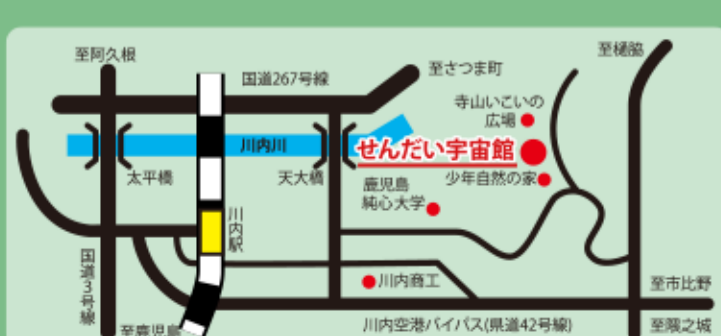 至阿久根
国道267号線
至さつま町
至樋脇
寺山いこいの
広場
川内川
せんだい宇宙館
太平橋
天大橋
鹿児島
純心大学
少年自然の家
川内駅
国道3号線
川内商工
至市比野
至鹿児島
川内空港バイパス(県道42号線)
至隈之城